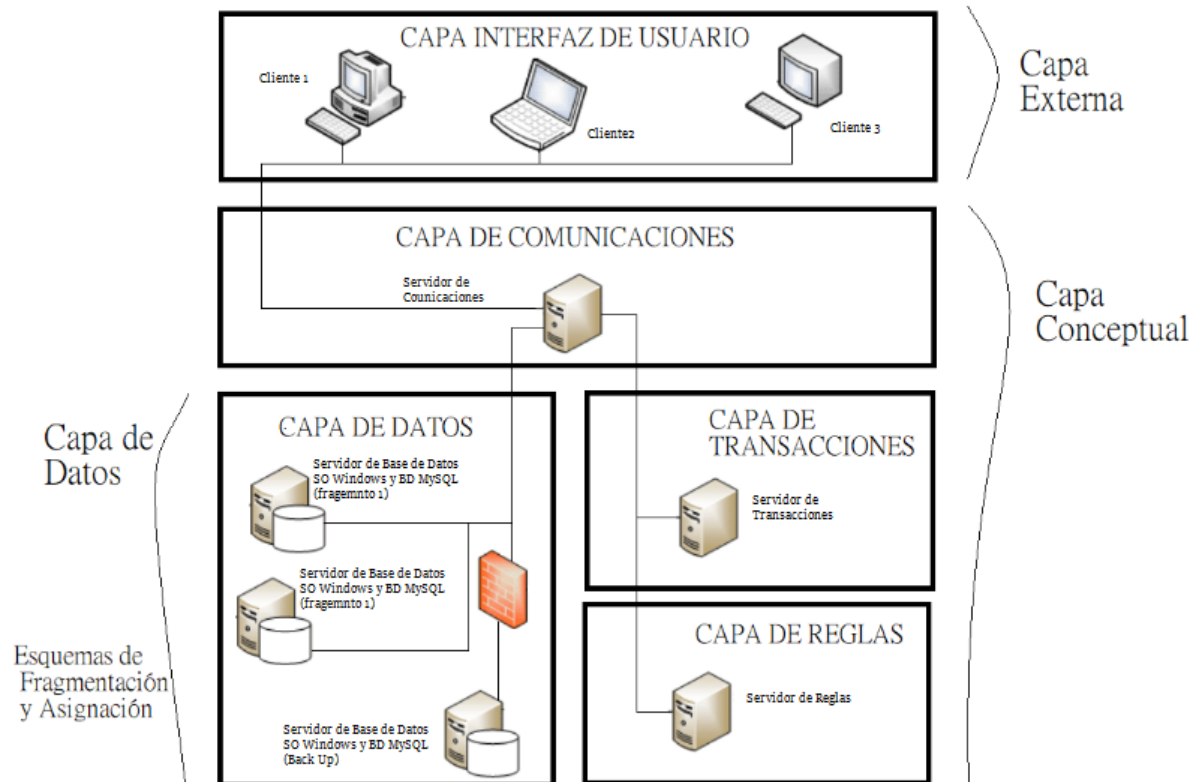 CAPA INTERFAZ DE USUARIO
Cliente 1
Cliente2
Cliente 3
Capa
Externa
CAPA DE COMUNICACIONES
Servidor de
Counicaciones
Capa
Conceptual
Capa de
Datos
CAPA DE DATOS
Servidor de Base de Datos
SO Windows y BD MySQL
(fragemnto 1)
Servidor de Base de Datos
SO Windows y BD MySQL
(fragemnto 1)
Servidor de Base de Datos
SO Windows y BD MySQL
(Back Up)
Esquemas de
Fragmentación
y Asignación
CAPA DE
TRANSACCIONES
Servidor de
Transacciones
CAPA DE REGLAS
Servidor de Reglas